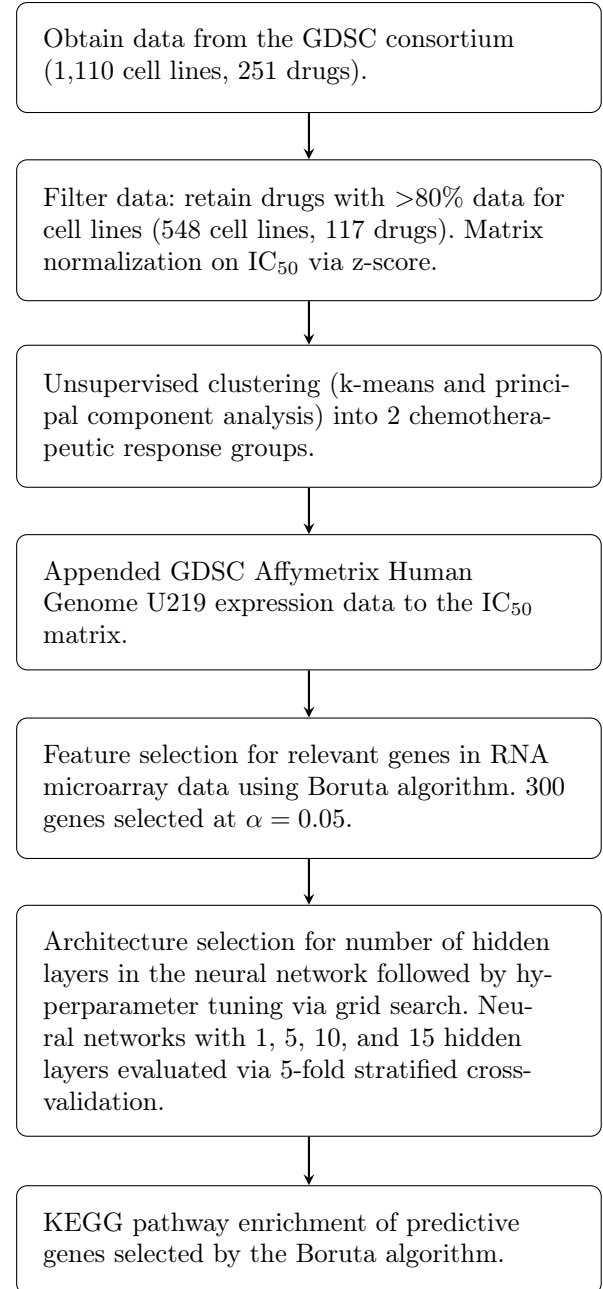 Obtain data from the GDSC consortium
(1,110 cell lines, 251 drugs).
Filter data: retain drugs with >80% data for
cell lines (548 cell lines, 117 drugs). Matrix
normalization on IC₅₀ via z-score.
Unsupervised clustering (k-means and princi-
pal component analysis) into 2 chemothera-
peutic response groups.
Appended GDSC Affymetrix Human
Genome U219 expression data to the IC₅₀
matrix.
Feature selection for relevant genes in RNA
microarray data using Boruta algorithm. 300
genes selected at α = 0.05.
Architecture selection for number of hidden
layers in the neural network followed by hy-
perparameter tuning via grid search. Neu-
ral networks with 1, 5, 10, and 15 hidden
layers evaluated via 5-fold stratified cross-
validation.
KEGG pathway enrichment of predictive
genes selected by the Boruta algorithm.